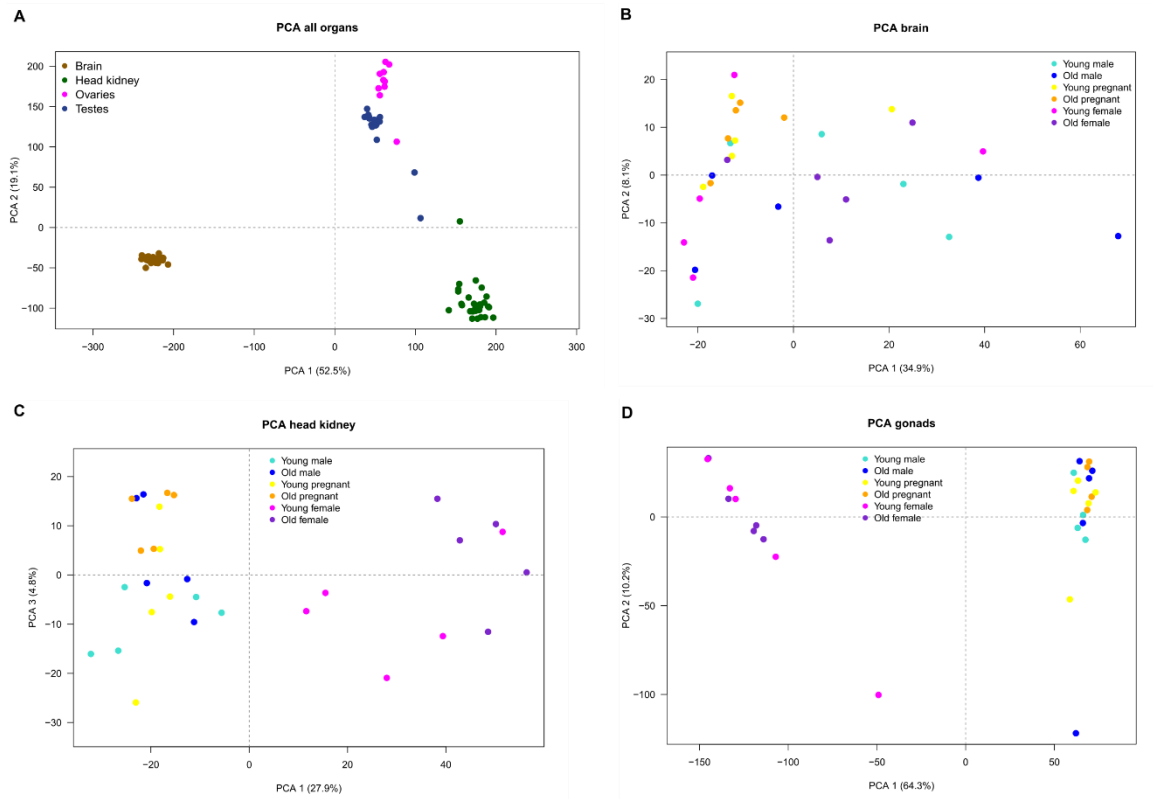 A
PCA all organs
Brain
Head kidney
Ovaries
Testes
200
150
100
50
0
−50
−100
PCA 2 (19.1%)
−300
−200
−100
0
100
200
300
PCA 1 (52.5%)
B
PCA brain
Young male
Old male
Young pregnant
Old pregnant
Young female
Old female
20
10
0
−10
−20
−30
PCA 2 (8.1%)
−20
0
20
40
60
PCA 1 (34.9%)
C
PCA head kidney
Young male
Old male
Young pregnant
Old pregnant
Young female
Old female
20
10
0
−10
−20
−30
PCA 3 (4.8%)
−20
0
20
40
PCA 1 (27.9%)
D
PCA gonads
Young male
Old male
Young pregnant
Old pregnant
Young female
Old female
0
−50
−100
PCA 2 (10.2%)
−150
−100
−50
0
50
PCA 1 (64.3%)